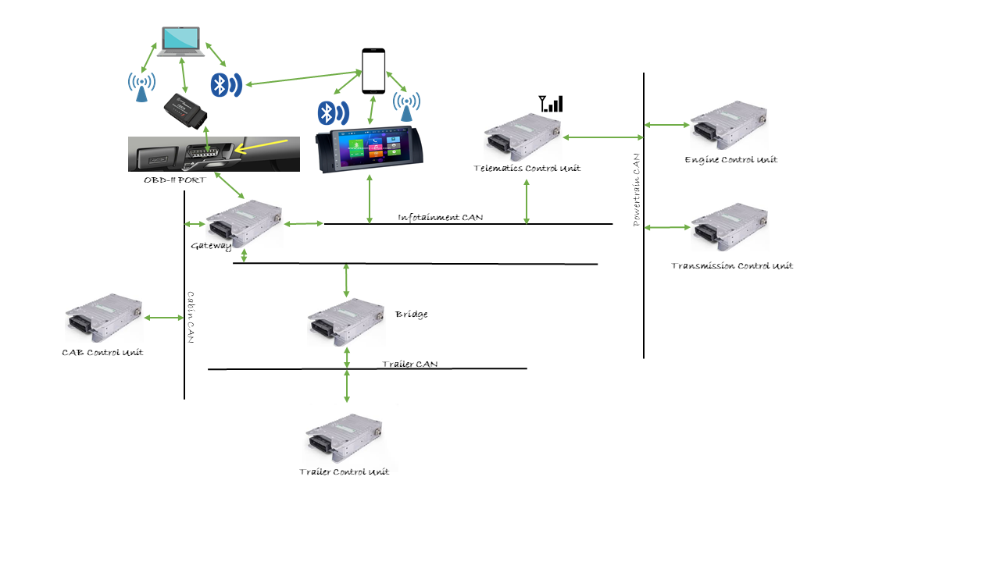 OBD-II PORT
Telematics Control Unit
Engine Control Unit
Powertrain CAN
Infotainment CAN
Gateway
Transmission Control Unit
Cabin CAN
Bridge
CAB Control Unit
Trailer CAN
Trailer Control Unit